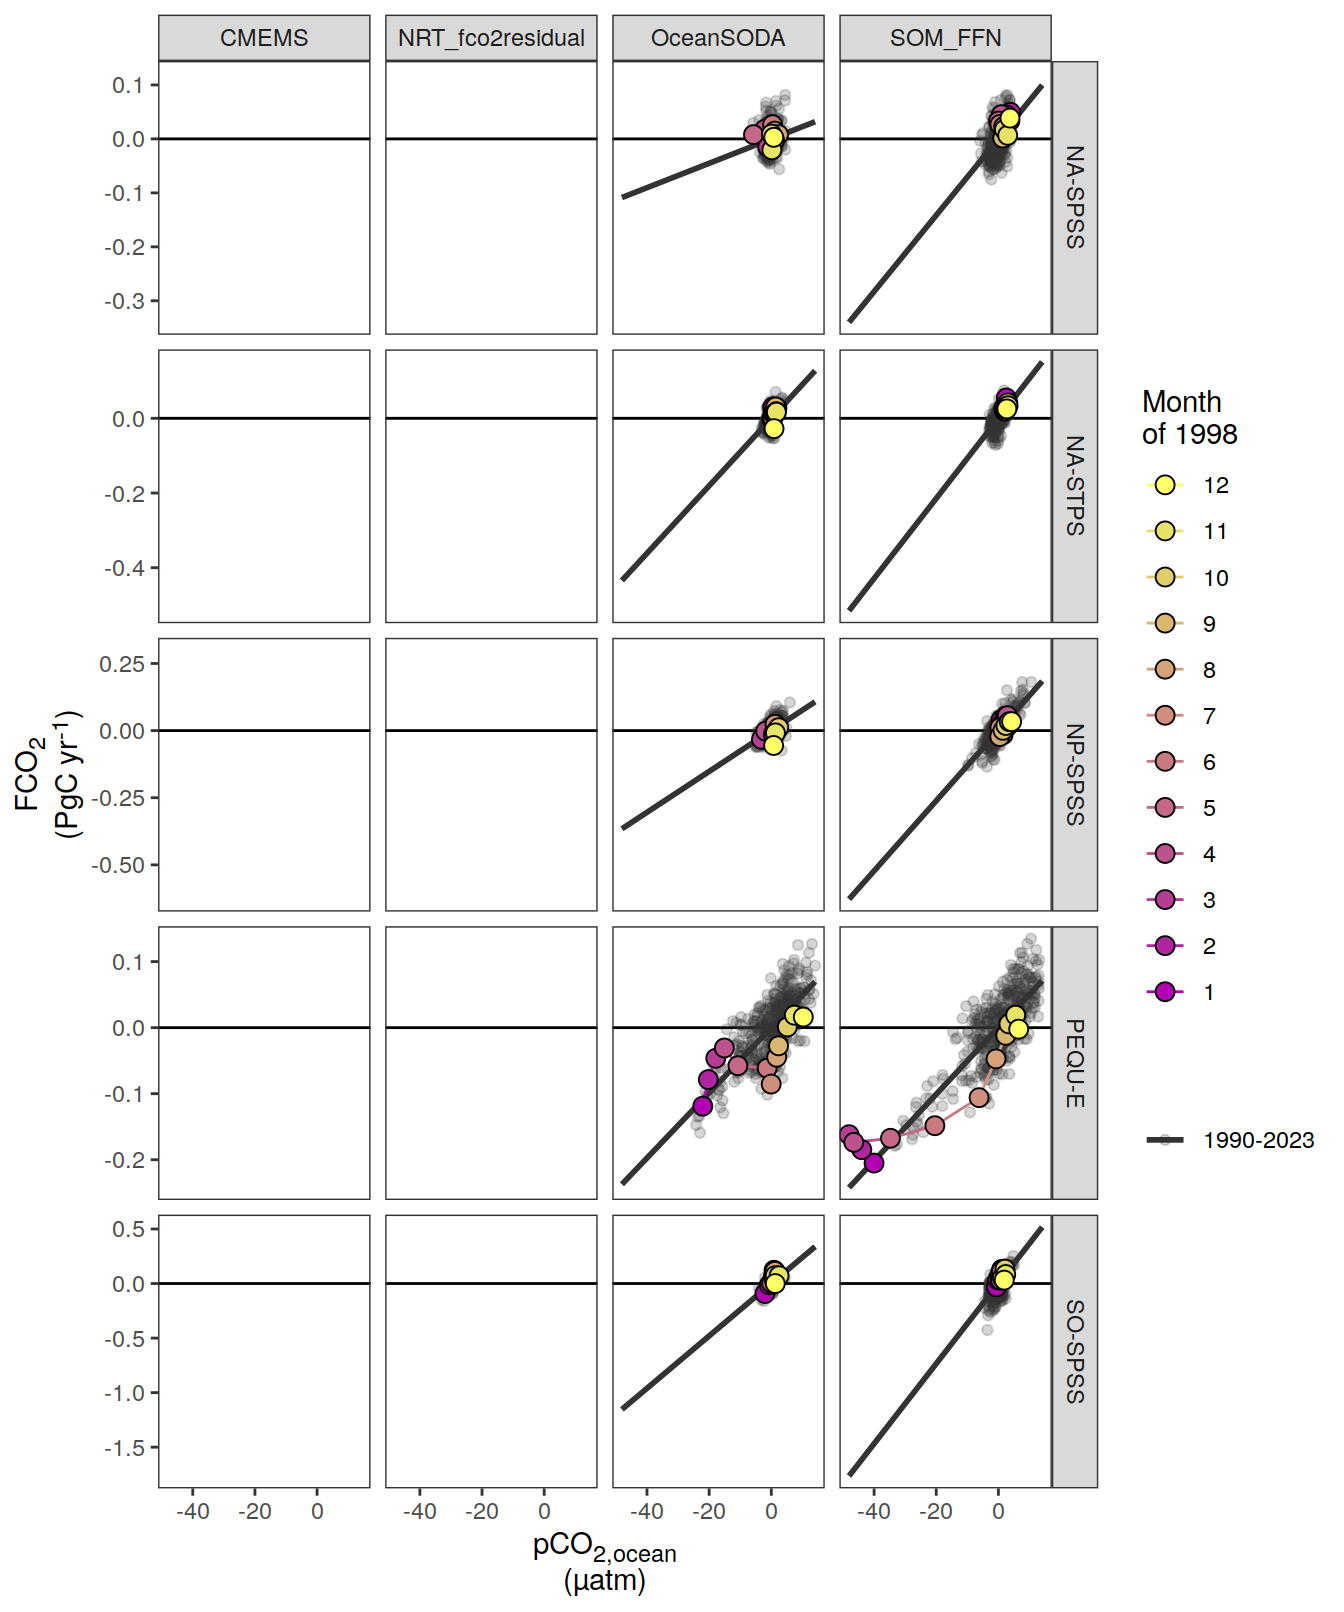 CMEMS NRT_fco2residual OceanSODA SOM_FFN
0.1
0.0
-0.1
-0.2
-0.3
NA-SPSS
0.0
-0.2
-0.4
NA-STPS
0.25
0.00
-0.25
-0.50
NP-SPSS
0.1
0.0
-0.1
-0.2
PEQU-E
0.5
0.0
-0.5
-1.0
-1.5
SO-SPSS
-40 -20 0 -40 -20 0 -40 -20 0 -40 -20 0
FCO2
(PgC yr-1)
pCO2,ocean
(µatm)
Month
of 1998
12
11
10
9
8
7
6
5
4
3
2
1
1990-2023